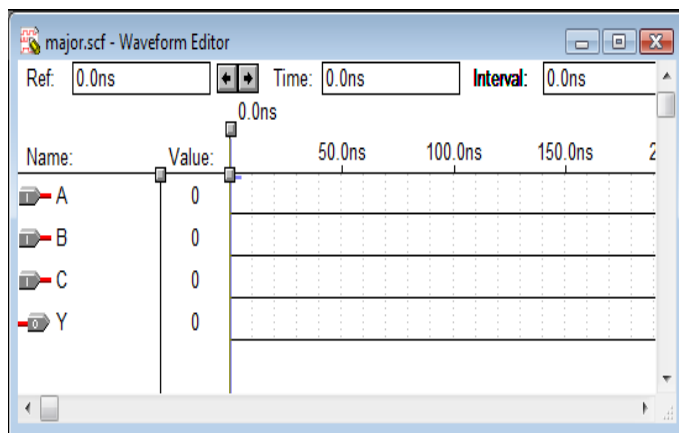 major.scf - Waveform Editor
Ref: 0.0ns Time: 0.0ns Interval: 0.0ns
0.0ns
Name: Value: 50.0ns 100.0ns 150.0ns 2
I A 0
I B 0
I C 0
O Y 0